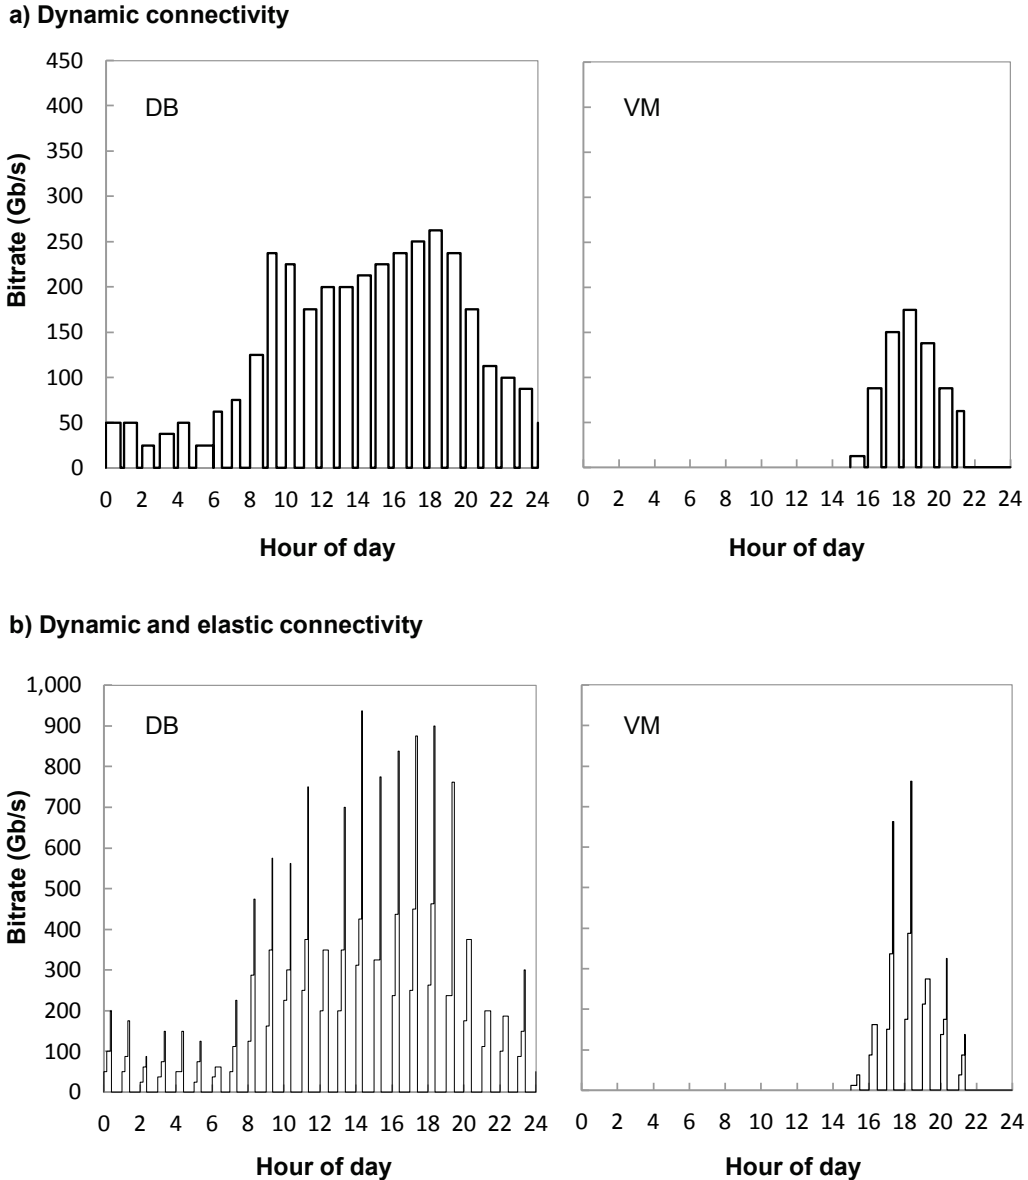 a) Dynamic connectivity
450
400
350
300
250
200
150
100
50
0
Bitrate (Gb/s)
DB
0 2 4 6 8 10 12 14 16 18 20 22 24
Hour of day
VM
0 2 4 6 8 10 12 14 16 18 20 22 24
Hour of day
b) Dynamic and elastic connectivity
1,000
900
800
700
600
500
400
300
200
100
0
Bitrate (Gb/s)
DB
0 2 4 6 8 10 12 14 16 18 20 22 24
Hour of day
VM
0 2 4 6 8 10 12 14 16 18 20 22 24
Hour of day